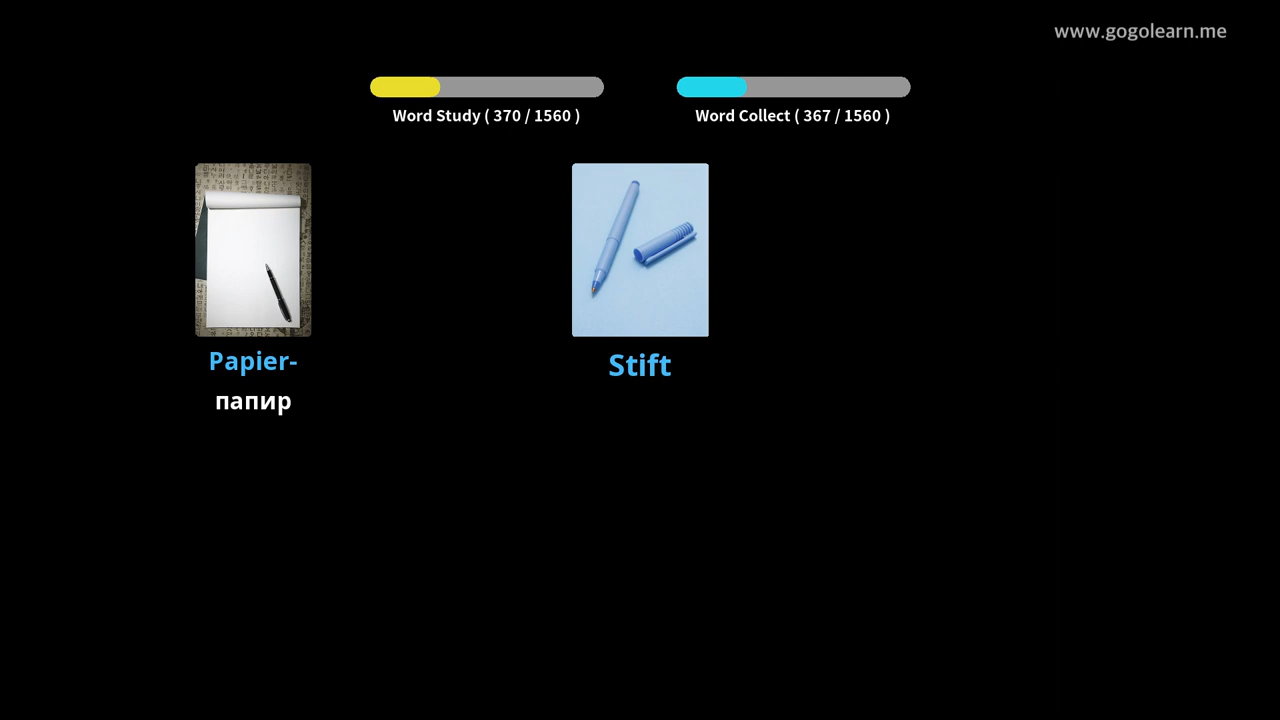 www.gogolearn.me
Word Study ( 370 / 1560 )
Word Collect ( 367 / 1560 )
Papier-
папир
Stift